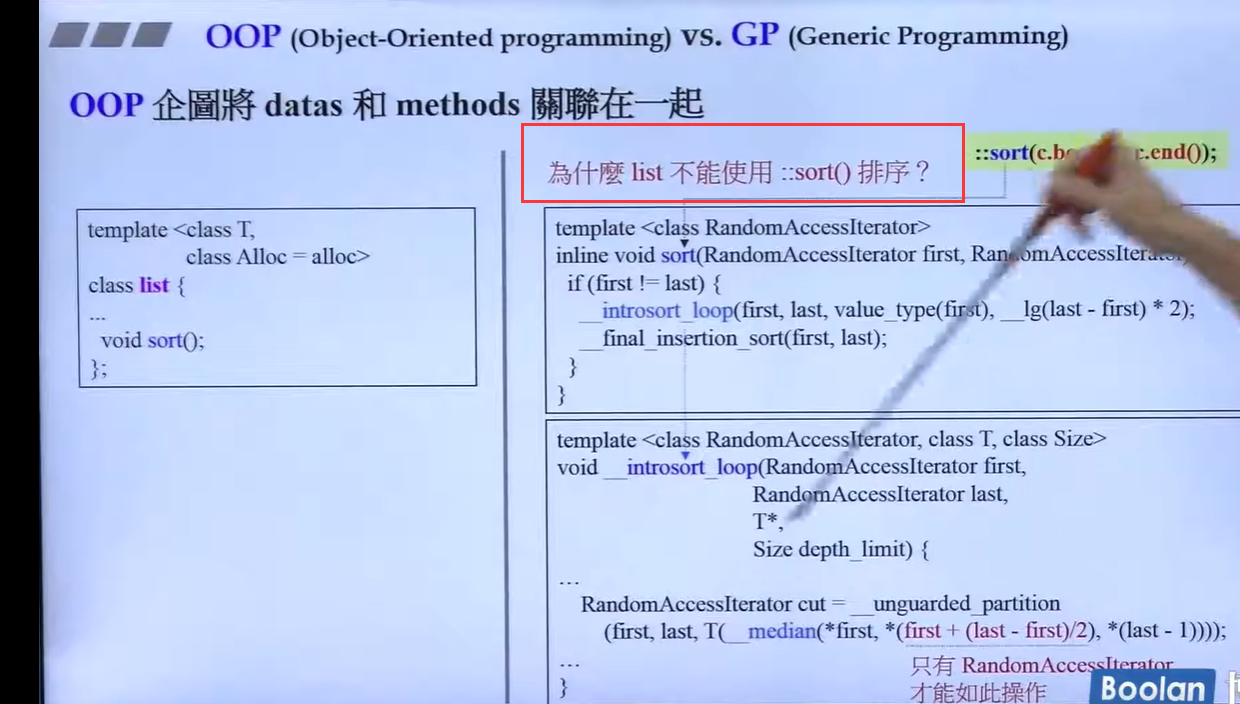 OOP (Object-Oriented programming) vs. GP (Generic Programming)
OOP 企圖將 datas 和 methods 關聯在一起
為什麼 list 不能使用 ::sort() 排序？
::sort(c. c.end());
template <class T,
class Alloc = alloc>
class list {
...
void sort();
};
template <class RandomAccessIterator>
inline void sort(RandomAccessIterator first,
if (first != last) {
__introsort_loop(first, last, value_type(first), __lg(last - first) * 2);
__final_insertion_sort(first, last);
}
}
template <class RandomAccessIterator, class T, class Size>
void __introsort_loop(RandomAccessIterator first,
RandomAccessIterator last,
T*,
Size depth_limit) {
...
RandomAccessIterator cut = __unguarded_partition
(first, last, T(__median(*first, *(first + (last - first)/2), *(last - 1))));
...
只有 RandomAccessIterator
才能如此操作
}
Boolan